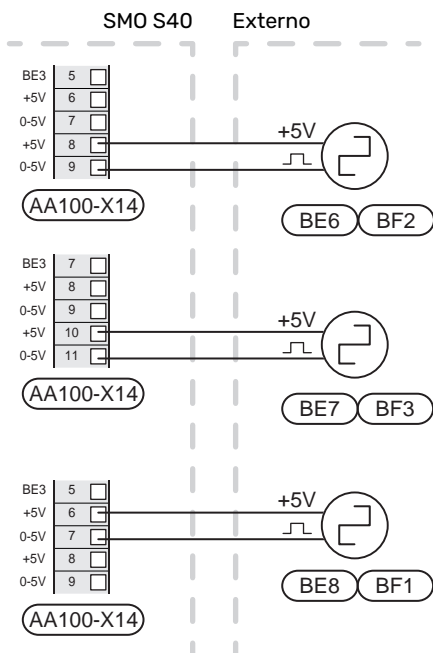 SMO S40 Externo
BE3 5
+5V 6
0-5V 7
+5V 8 +5V
0-5V 9
AA100-X14
BE6 BF2
BE3 7
+5V 8
0-5V 9
+5V 10 +5V
0-5V 11
AA100-X14
BE7 BF3
BE3 5
+5V 6 +5V
0-5V 7
+5V 8
0-5V 9
BE8 BF1
AA100-X14